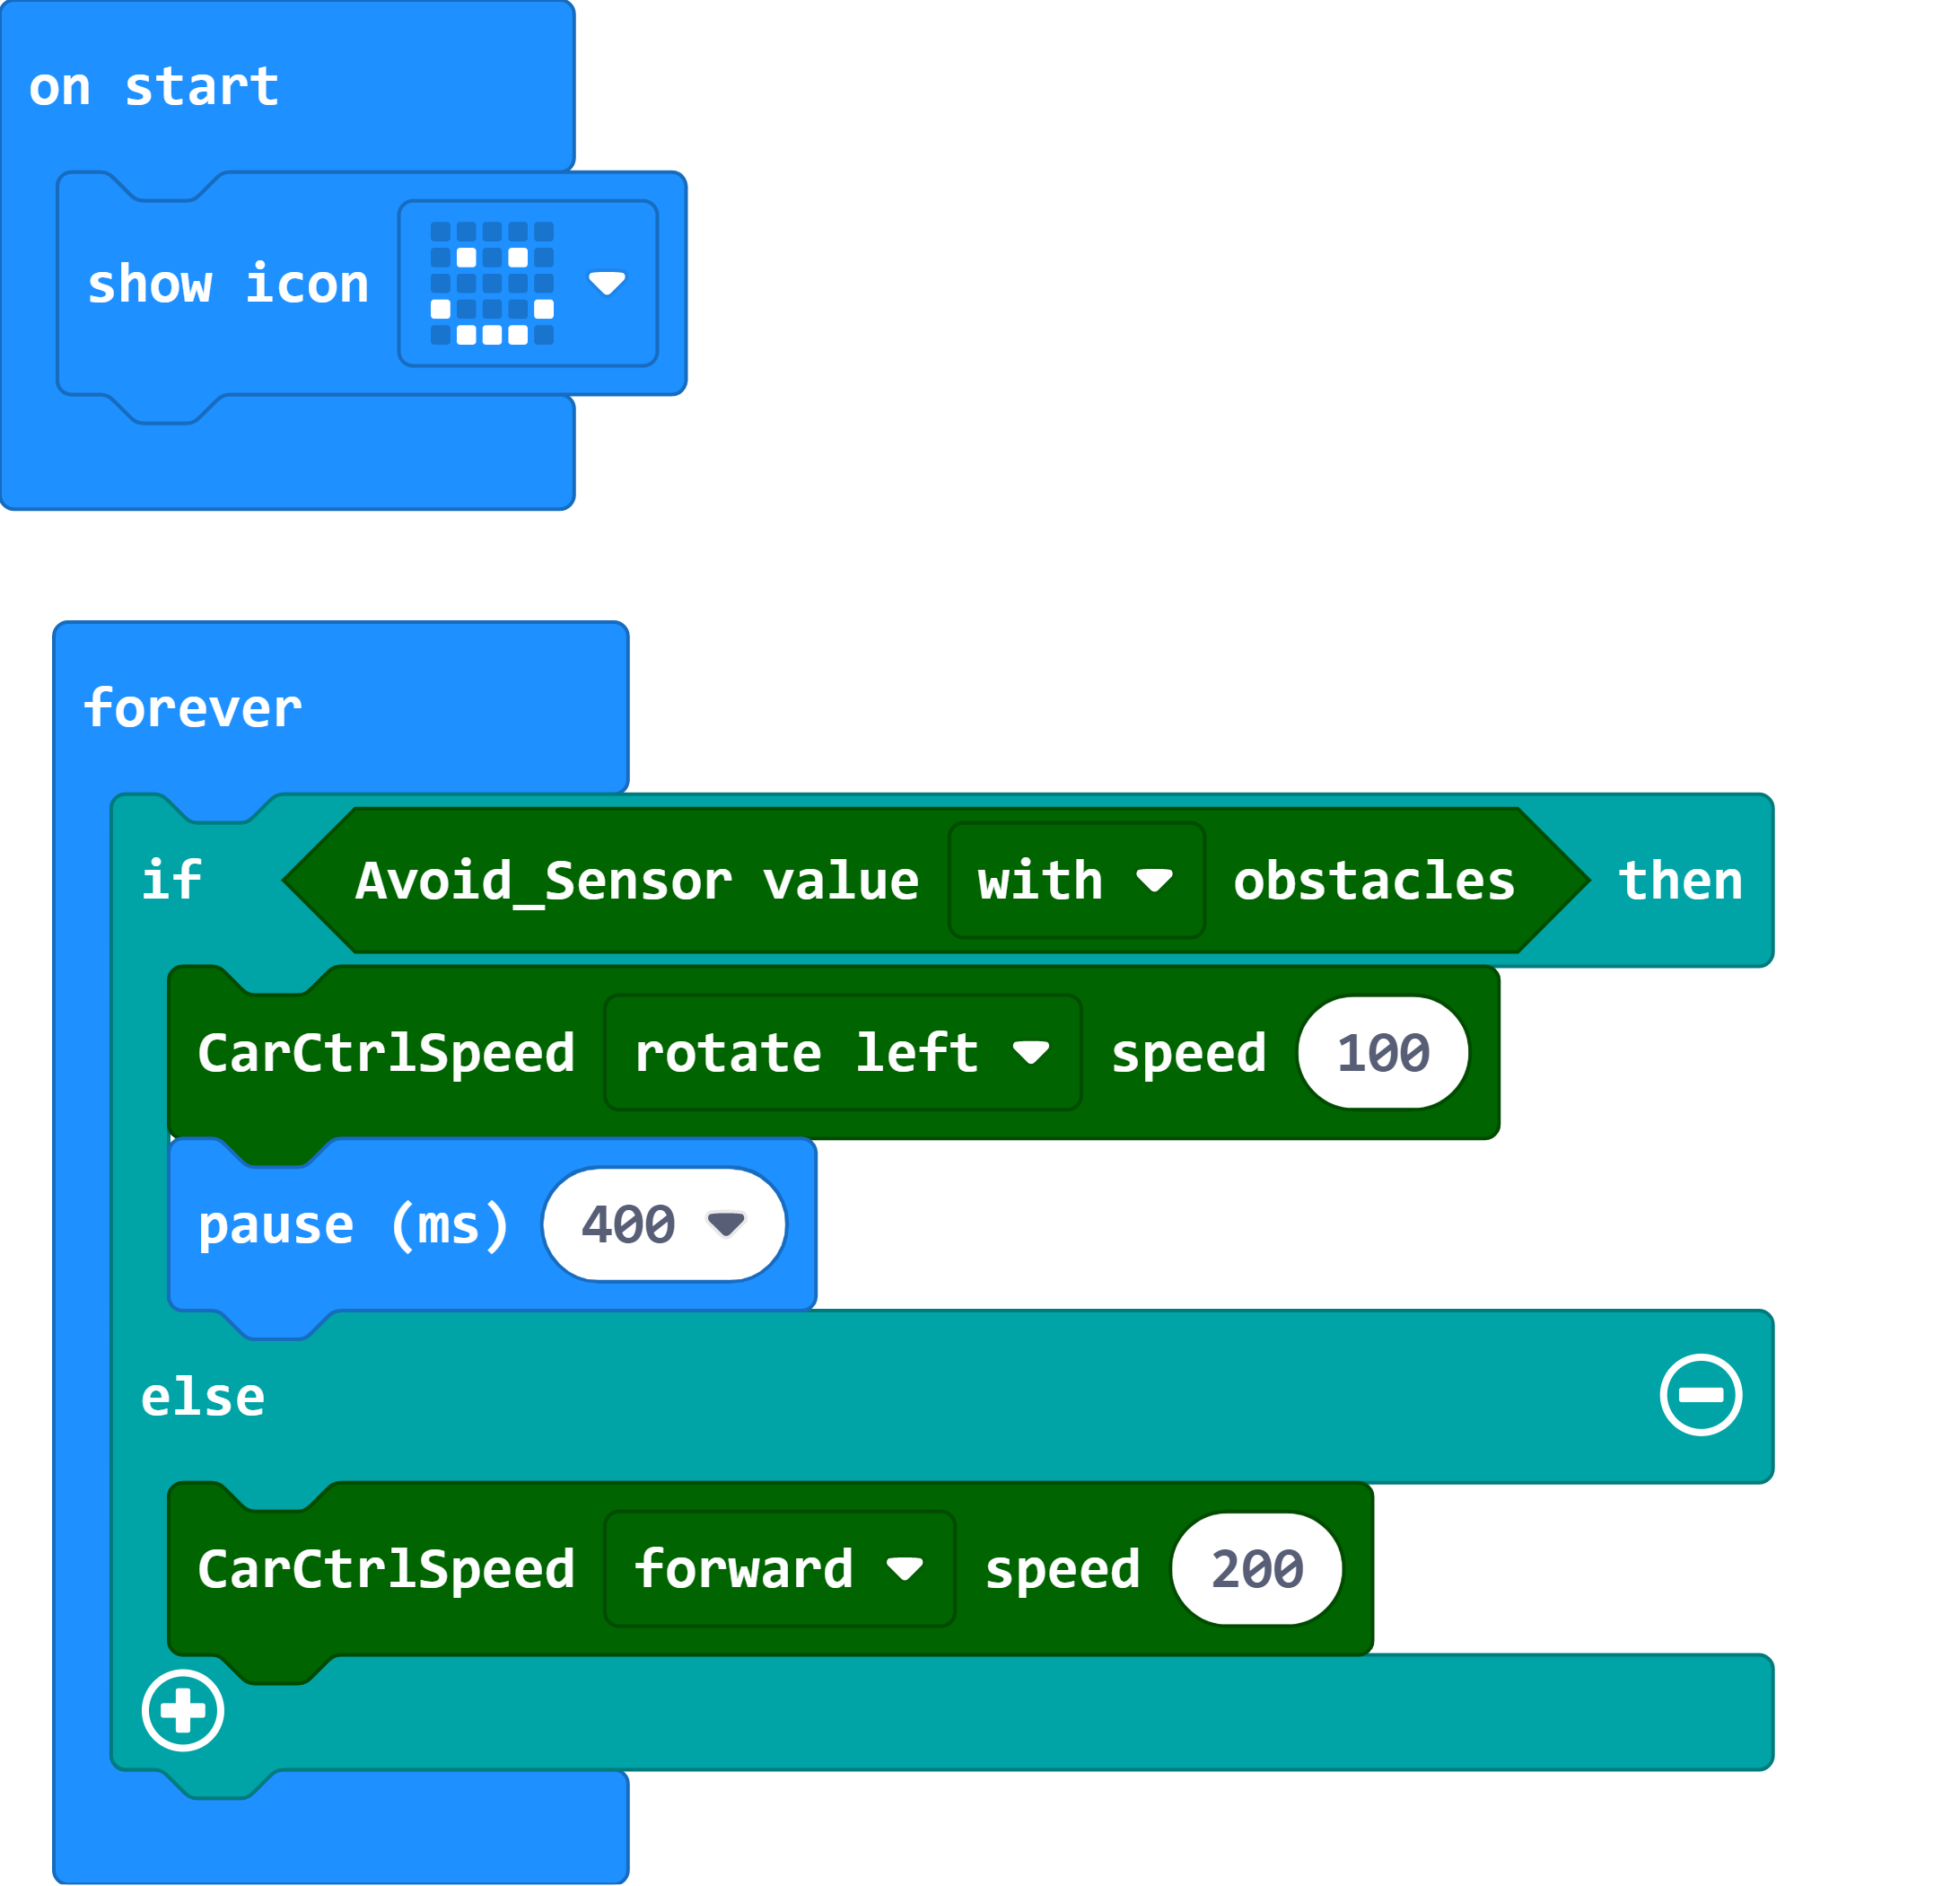 on start
show icon
forever
if Avoid_Sensor value with obstacles then
CarCtrlSpeed rotate left speed 100
pause (ms) 400
else
CarCtrlSpeed forward speed 200